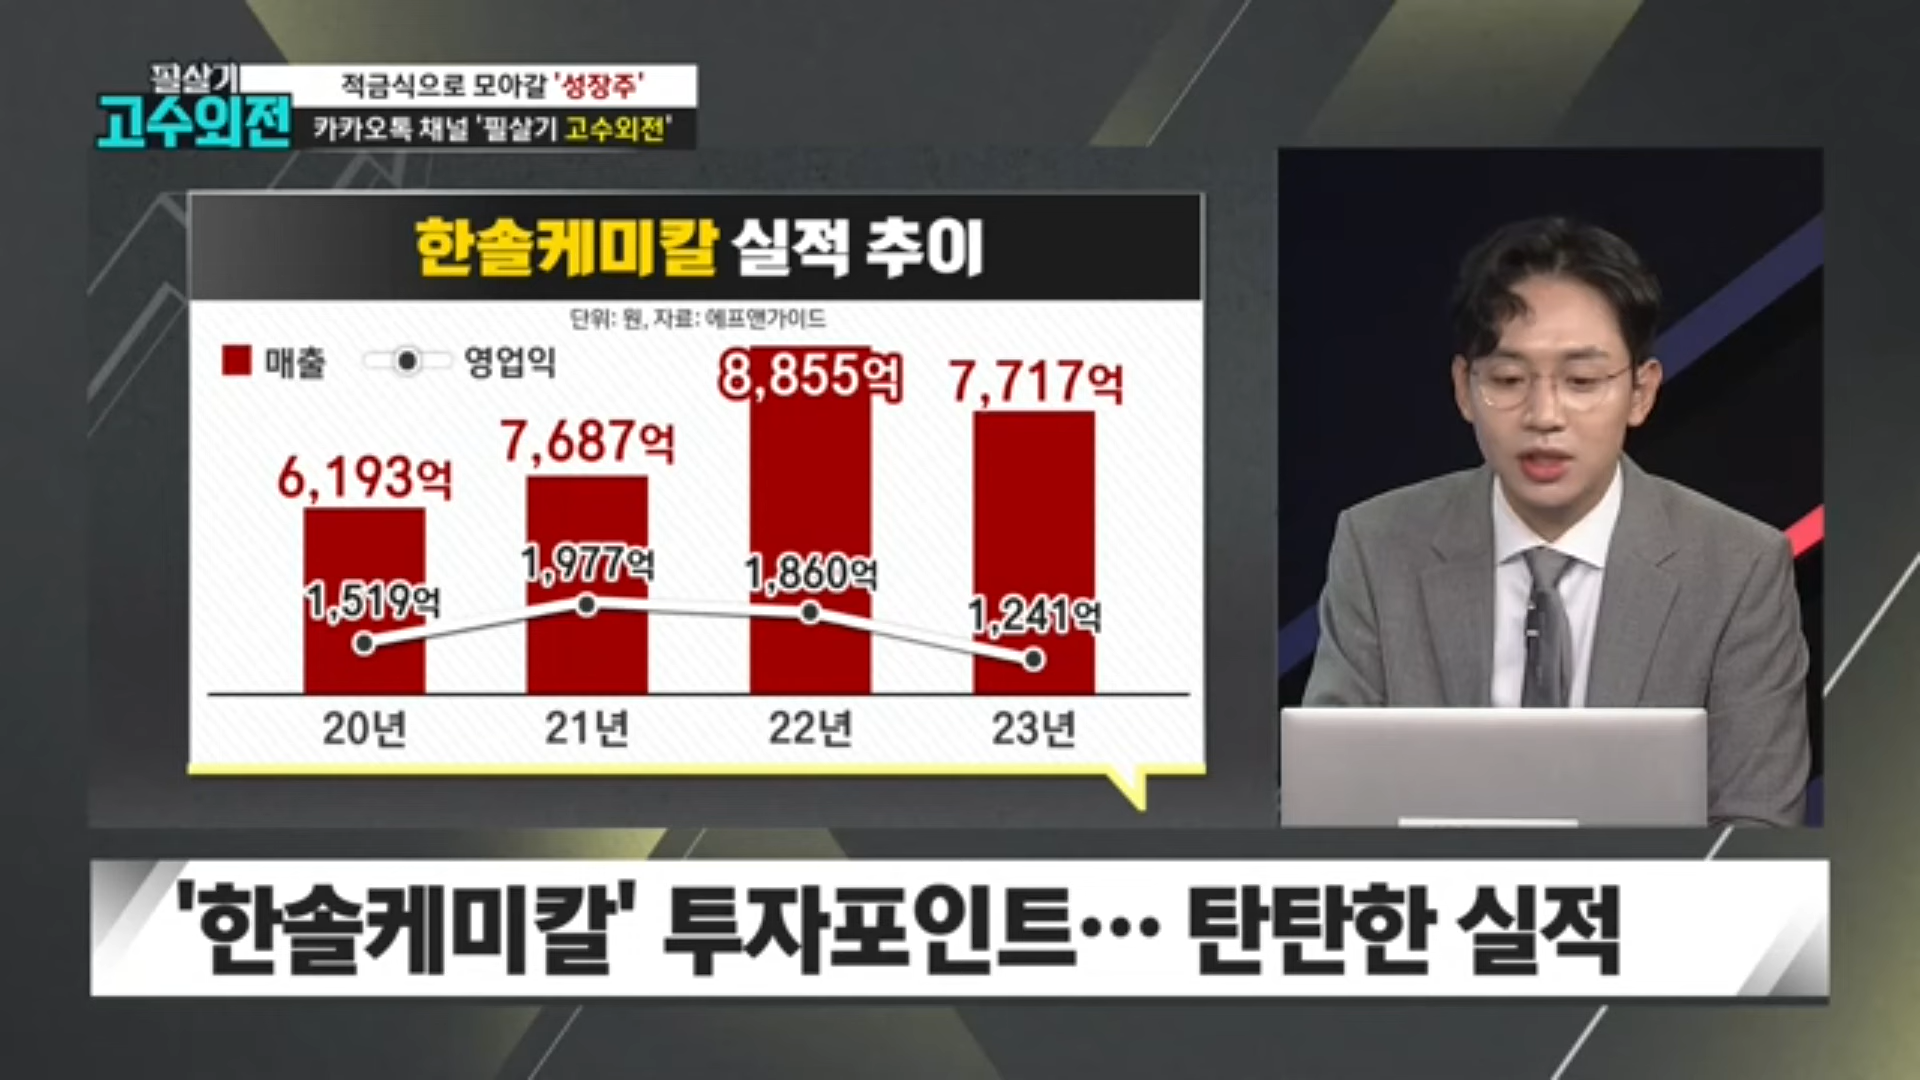 필살기
고수외전
적금식으로 모아갈 '성장주'
카카오톡 채널 '필살기 고수외전'
한솔케미칼 실적 추이
단위: 원, 자료: 에프앤가이드
매출 영업익
6,193억 7,687억 8,855억 7,717억
1,519억 1,977억 1,860억 1,241억
20년 21년 22년 23년
'한솔케미칼' 투자포인트… 탄탄한 실적